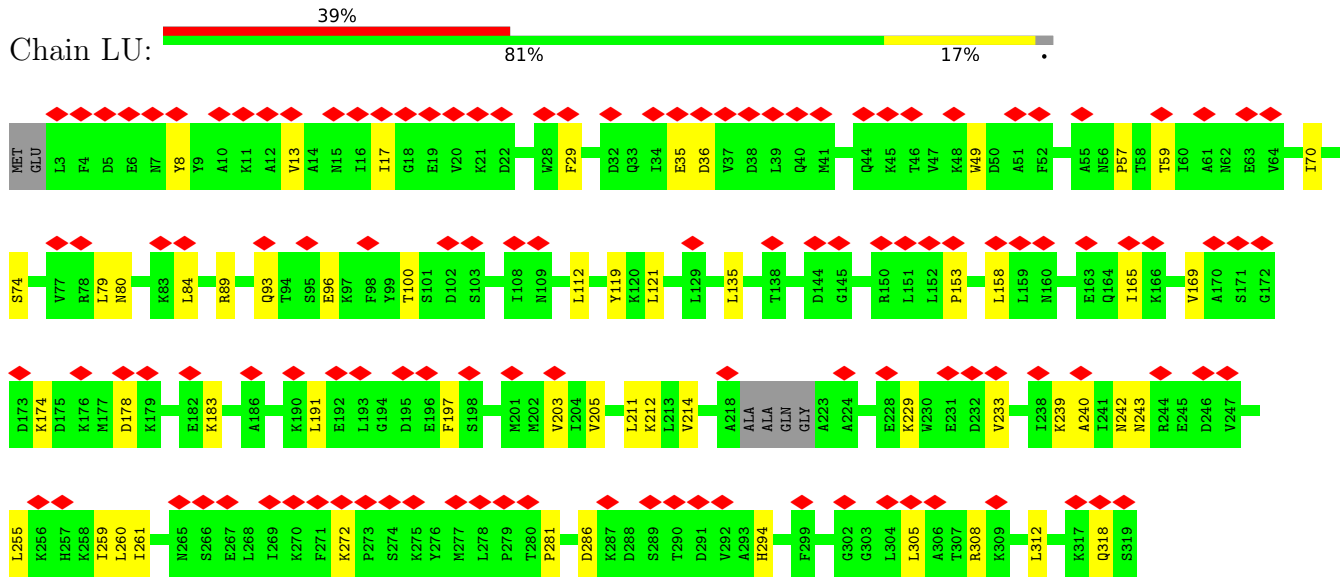 39%
Chain LU:
81% 17% •
MET GLU L3 F4 D5 E6 N7 Y8 Y9 A10 K11 A12 V13 A14 N15 I16 I17 G18 E19 V20 K21 D22 W28 F29 D32 Q33 I34 E35 D36 V37 D38 L39 Q40 M41 Q44 K45 T46 V47 K48 W49 D50 A51 F52 A55 N56 P57 T58 T59 I60 A61 N62 E63 V64 I70
S74 V77 R78 L79 N80 K83 L84 R89 Q93 T94 S95 E96 K97 F98 Y99 T100 S101 D102 S103 I108 N109 L112 Y119 K120 L121 L129 L135 T138 D144 G145 R150 L151 L152 P153 L158 L159 N160 E163 Q164 I165 K166 V169 A170 S171 G172
D173 K174 D175 K176 M177 D178 K179 E182 K183 A186 K190 L191 E192 L193 G194 D195 E196 F197 S198 M201 M202 V203 I204 V205 L211 K212 L213 V214 A218 ALA ALA GLN GLY A223 A224 E228 K229 W230 E231 D232 V233 I238 K239 A240 I241 N242 N243 R244 E245 D246 V247
L255 K256 H257 K258 I259 L260 I261 N265 S266 E267 L268 I269 K270 F271 K272 P273 S274 K275 Y276 M277 L278 P279 T280 P281 D286 K287 D288 S289 T290 D291 V292 A293 H294 F299 G302 G303 L304 L305 A306 T307 R308 K309 L312 K317 Q318 S319